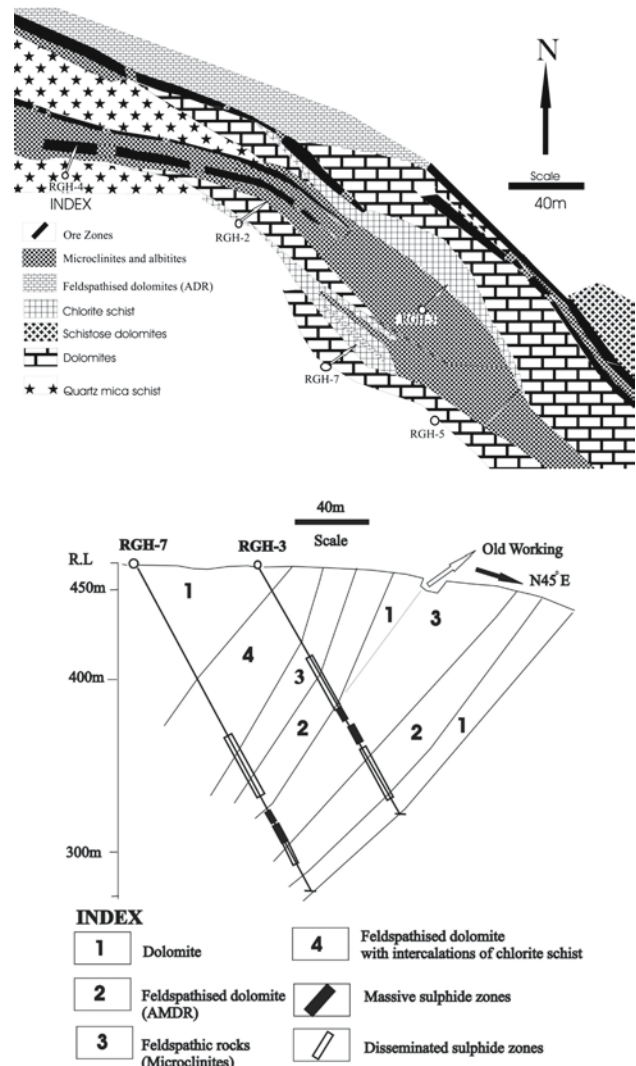 N
Scale
40m
RGH-4
INDEX
RGH-2
Ore Zones
Microclinites and albitites
Feldspathised dolomites (ADR)
Chlorite schist
Schistose dolomites
Dolomites
Quartz mica schist
RGH-7
RGH-5
40m
Scale
RGH-7
RGH-3
Old Working
N45°E
R.L
450m
1
1
3
4
400m
3
2
2
1
300m
INDEX
1 Dolomite
2 Feldspathised dolomite
(AMDR)
3 Feldspathic rocks
(Microclinites)
4 Feldspathised dolomite
with intercalations of chlorite schist
Massive sulphide zones
Disseminated sulphide zones